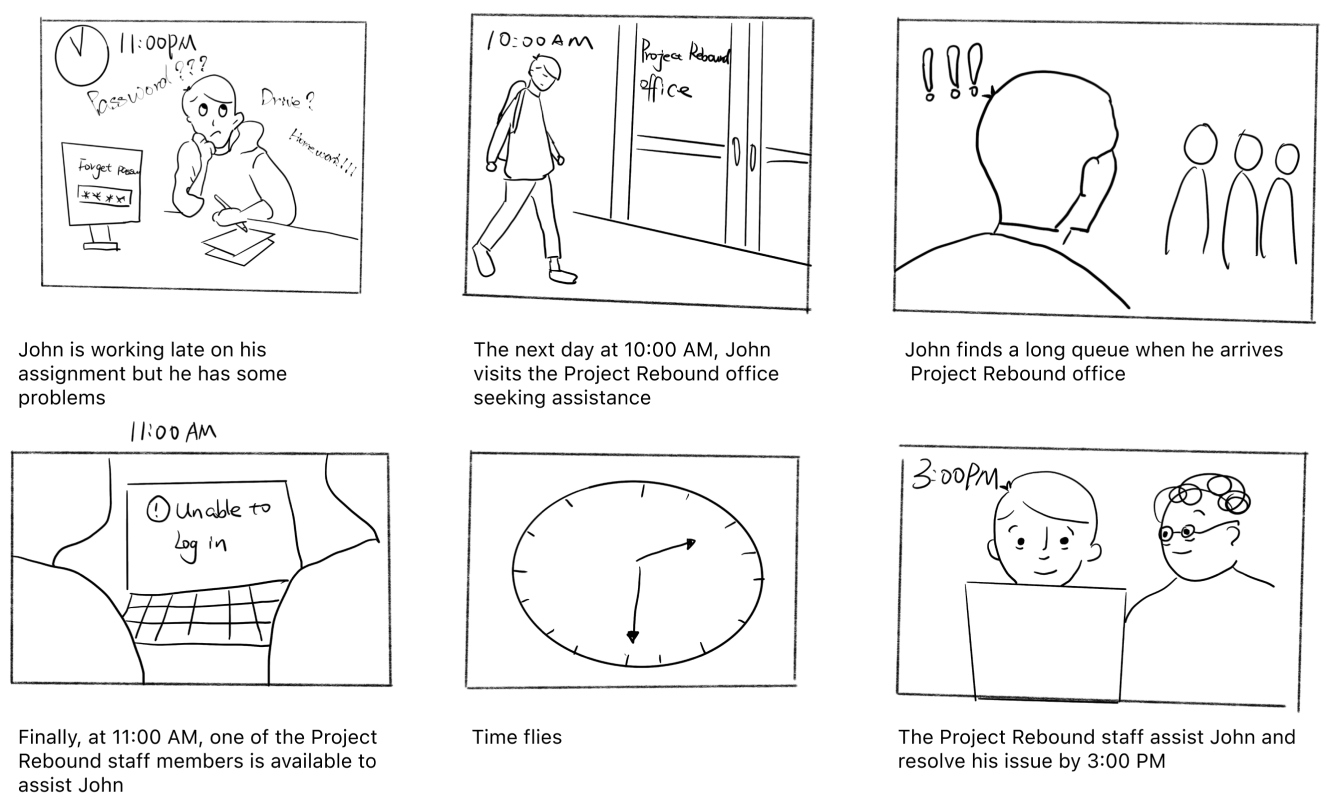 11:00PM
Password???
Drive?
Homework!!!
Forget
****
John is working late on his
assignment but he has some
problems
10:00AM
Project Rebound
office
The next day at 10:00 AM, John
visits the Project Rebound office
seeking assistance
!!!
John finds a long queue when he arrives
Project Rebound office
11:00 AM
! Unable to
Log in
Finally, at 11:00 AM, one of the Project
Rebound staff members is available to
assist John
Time flies
3:00PM
The Project Rebound staff assist John and
resolve his issue by 3:00 PM